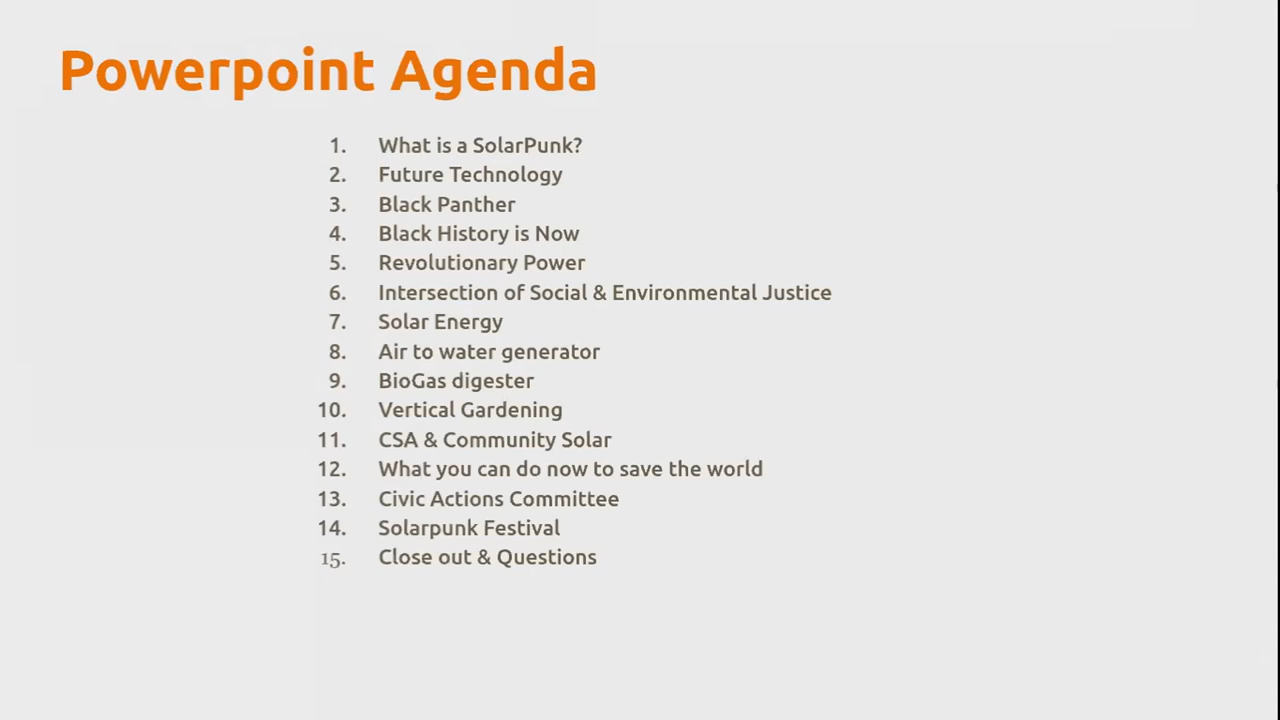 Powerpoint Agenda
1. What is a SolarPunk?
2. Future Technology
3. Black Panther
4. Black History is Now
5. Revolutionary Power
6. Intersection of Social & Environmental Justice
7. Solar Energy
8. Air to water generator
9. BioGas digester
10. Vertical Gardening
11. CSA & Community Solar
12. What you can do now to save the world
13. Civic Actions Committee
14. Solarpunk Festival
15. Close out & Questions